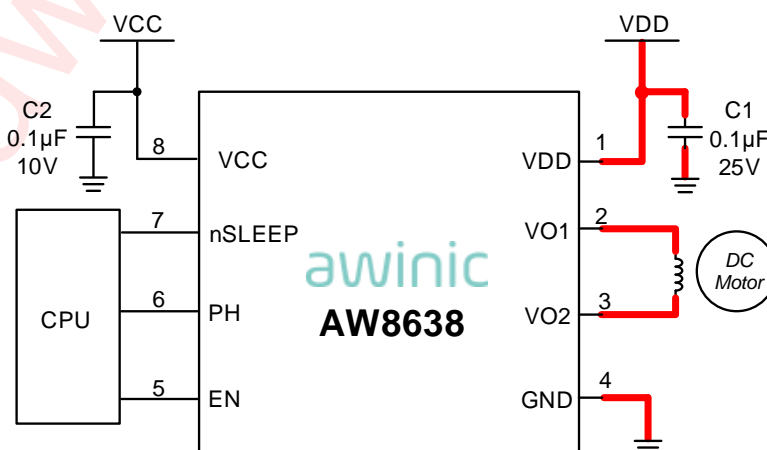 VCC
VDD
C2
0.1µF
10V
C1
0.1µF
25V
8
VCC
1
VDD
7
nSLEEP
2
VO1
awinic
AW8638
DC
Motor
CPU
6
PH
3
VO2
5
EN
4
GND